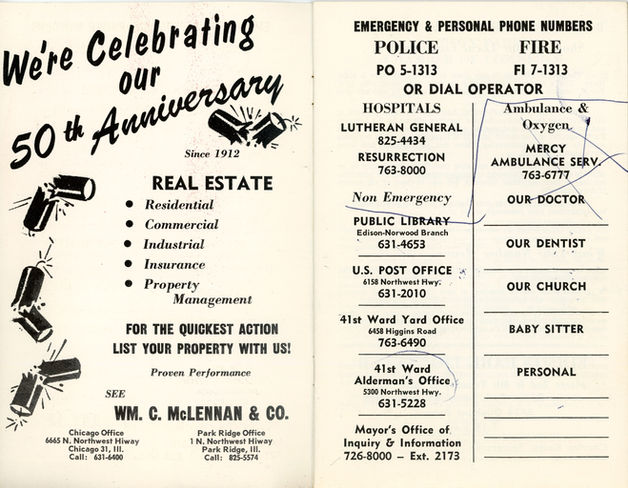 We're Celebrating
our
50th Anniversary
Since 1912
REAL ESTATE
Residential
Commercial
Industrial
Insurance
Property
Management
FOR THE QUICKEST ACTION
LIST YOUR PROPERTY WITH US!
Proven Performance
SEE
WM. C. McLENNAN & CO.
Chicago Office
6665 N. Northwest Hiway
Chicago 31, Ill.
Call: 631-6400
Park Ridge Office
1 N. Northwest Hiway
Park Ridge, Ill.
Call: 825-5574
EMERGENCY & PERSONAL PHONE NUMBERS
POLICE
PO 5-1313
FIRE
FI 7-1313
OR DIAL OPERATOR
HOSPITALS
LUTHERAN GENERAL
825-4434
RESURRECTION
763-8000
Non Emergency
PUBLIC LIBRARY
Edison-Norwood Branch
631-4653
U.S. POST OFFICE
6158 Northwest Hwy.
631-2010
41st Ward Yard Office
6458 Higgins Road
763-6490
41st Ward
Alderman's Office
5300 Northwest Hwy.
631-5228
Mayor's Office of
Inquiry & Information
726-8000 – Ext. 2173
Ambulance &
Oxygen
MERCY
AMBULANCE SERV.
763-6777
OUR DOCTOR
OUR DENTIST
OUR CHURCH
BABY SITTER
PERSONAL